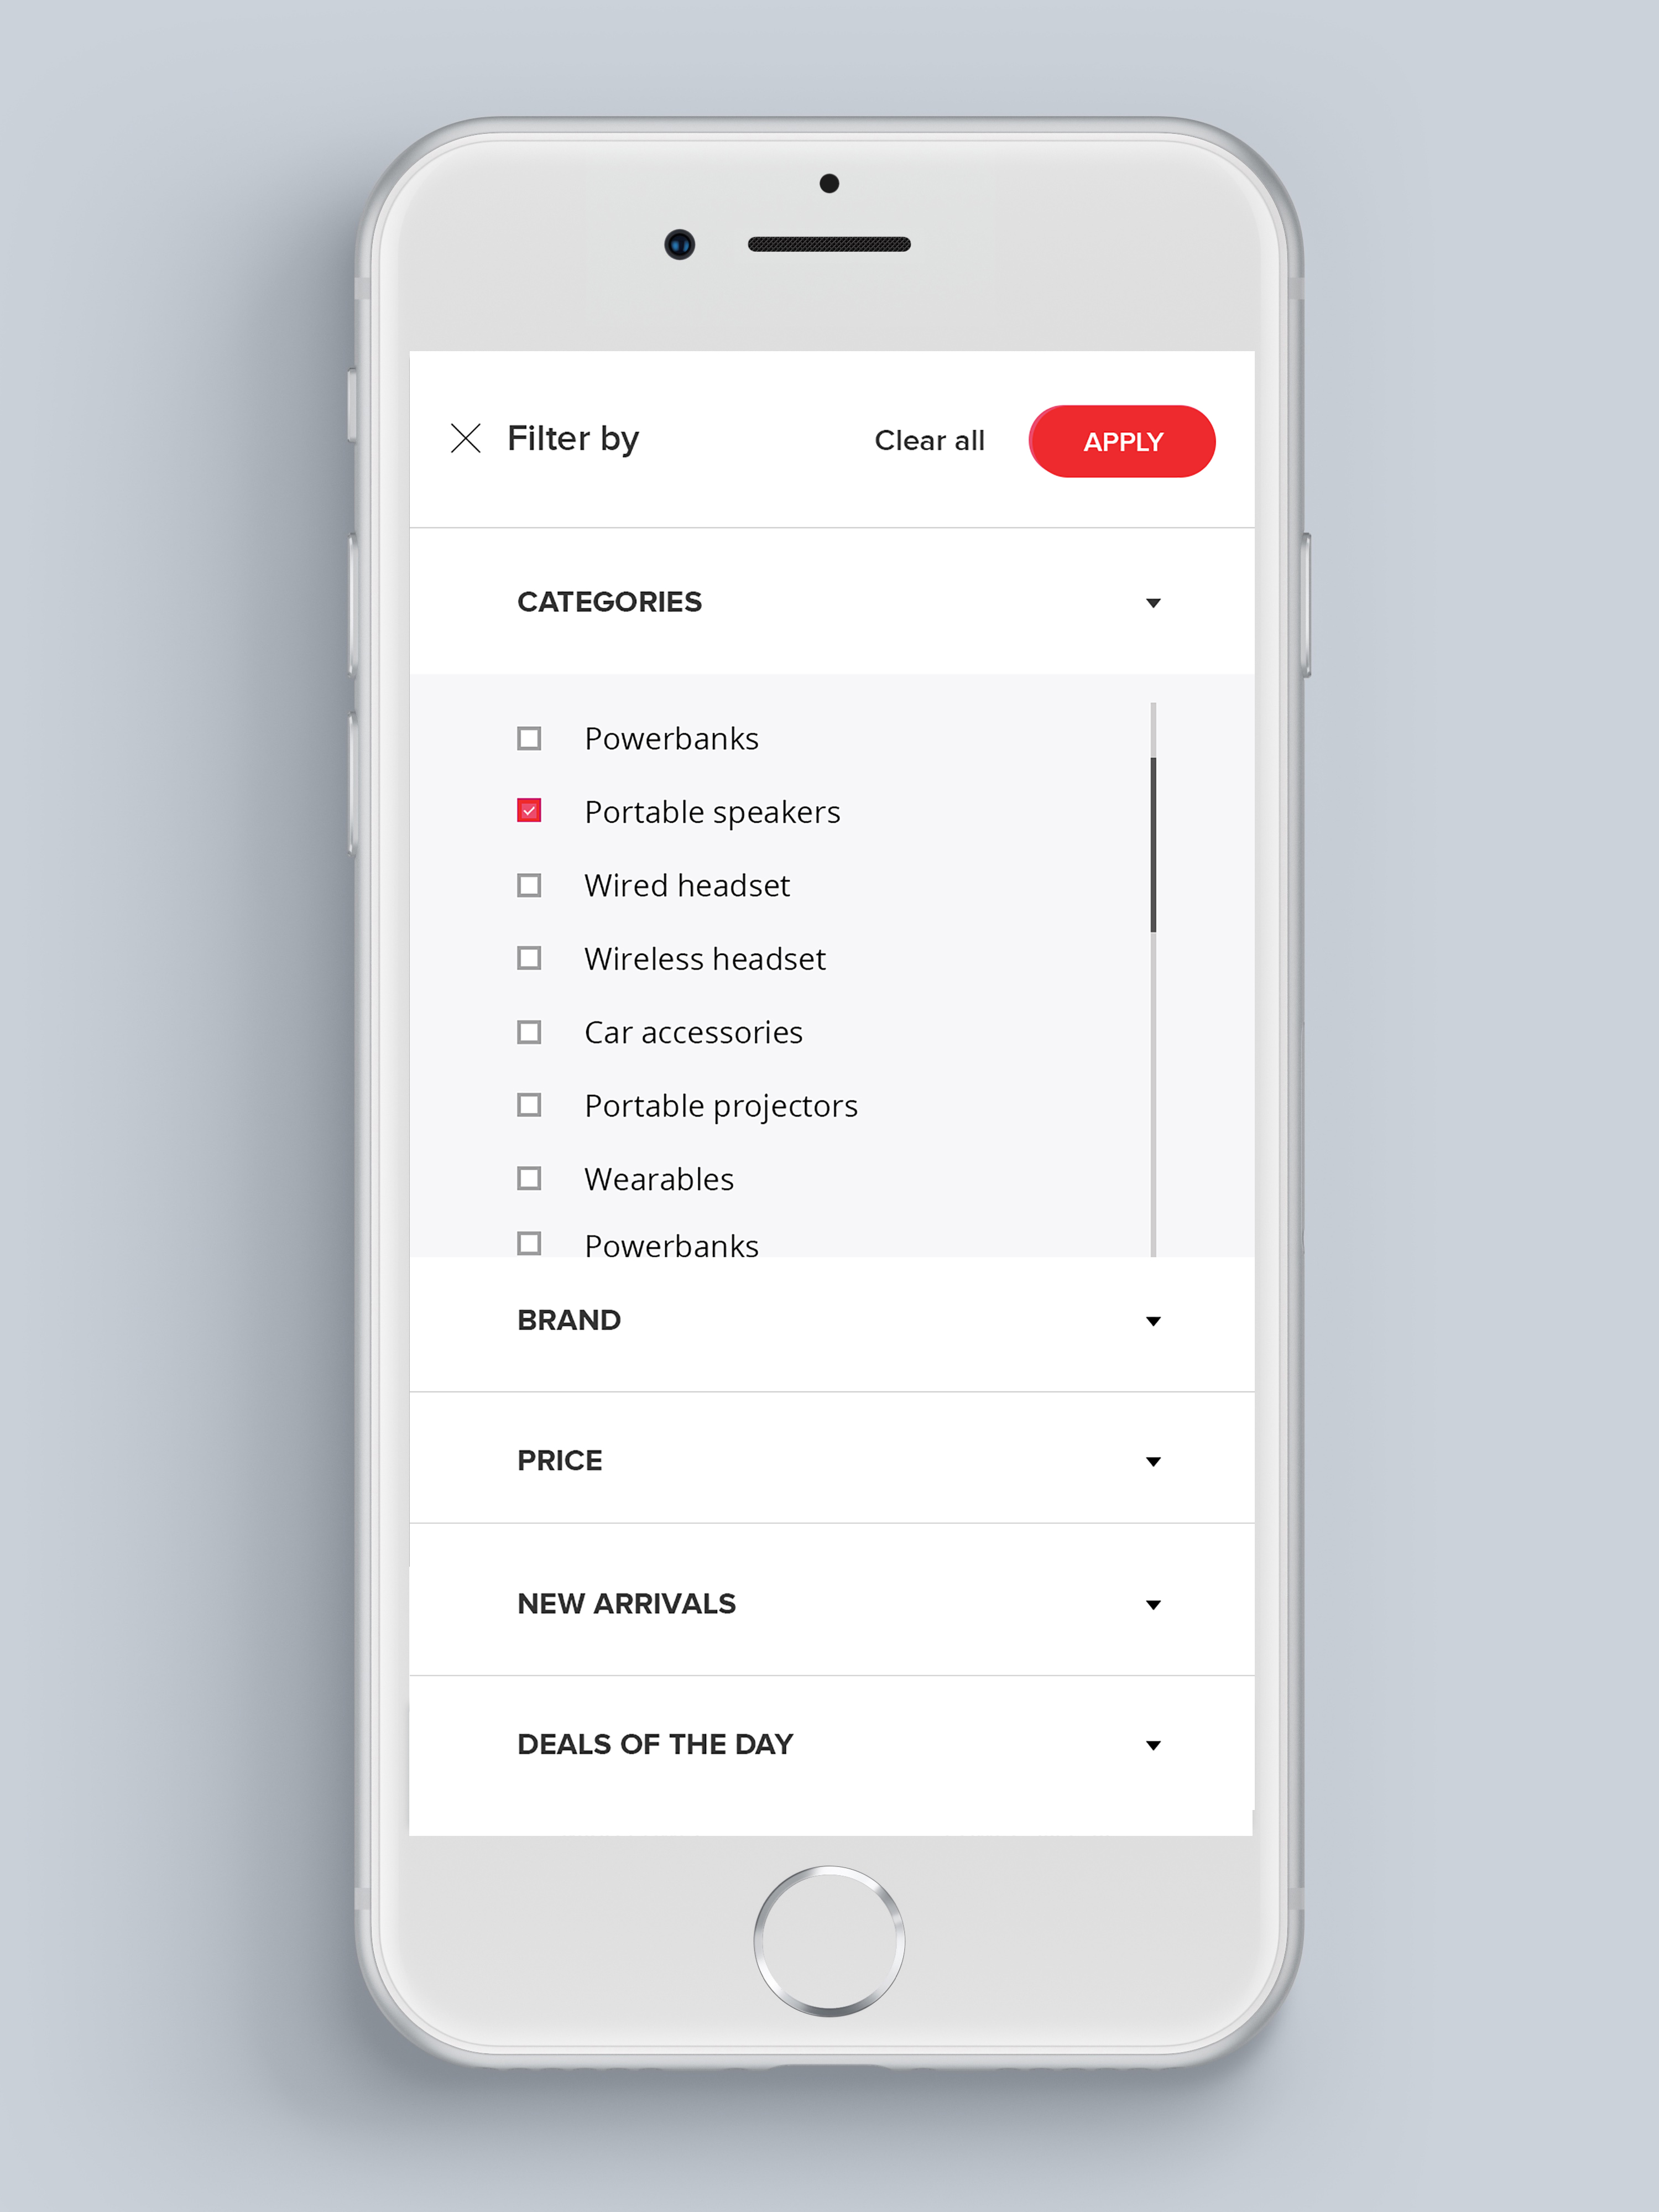 Filter by
Clear all
APPLY
CATEGORIES
Powerbanks
Portable speakers
Wired headset
Wireless headset
Car accessories
Portable projectors
Wearables
Powerbanks
BRAND
PRICE
NEW ARRIVALS
DEALS OF THE DAY